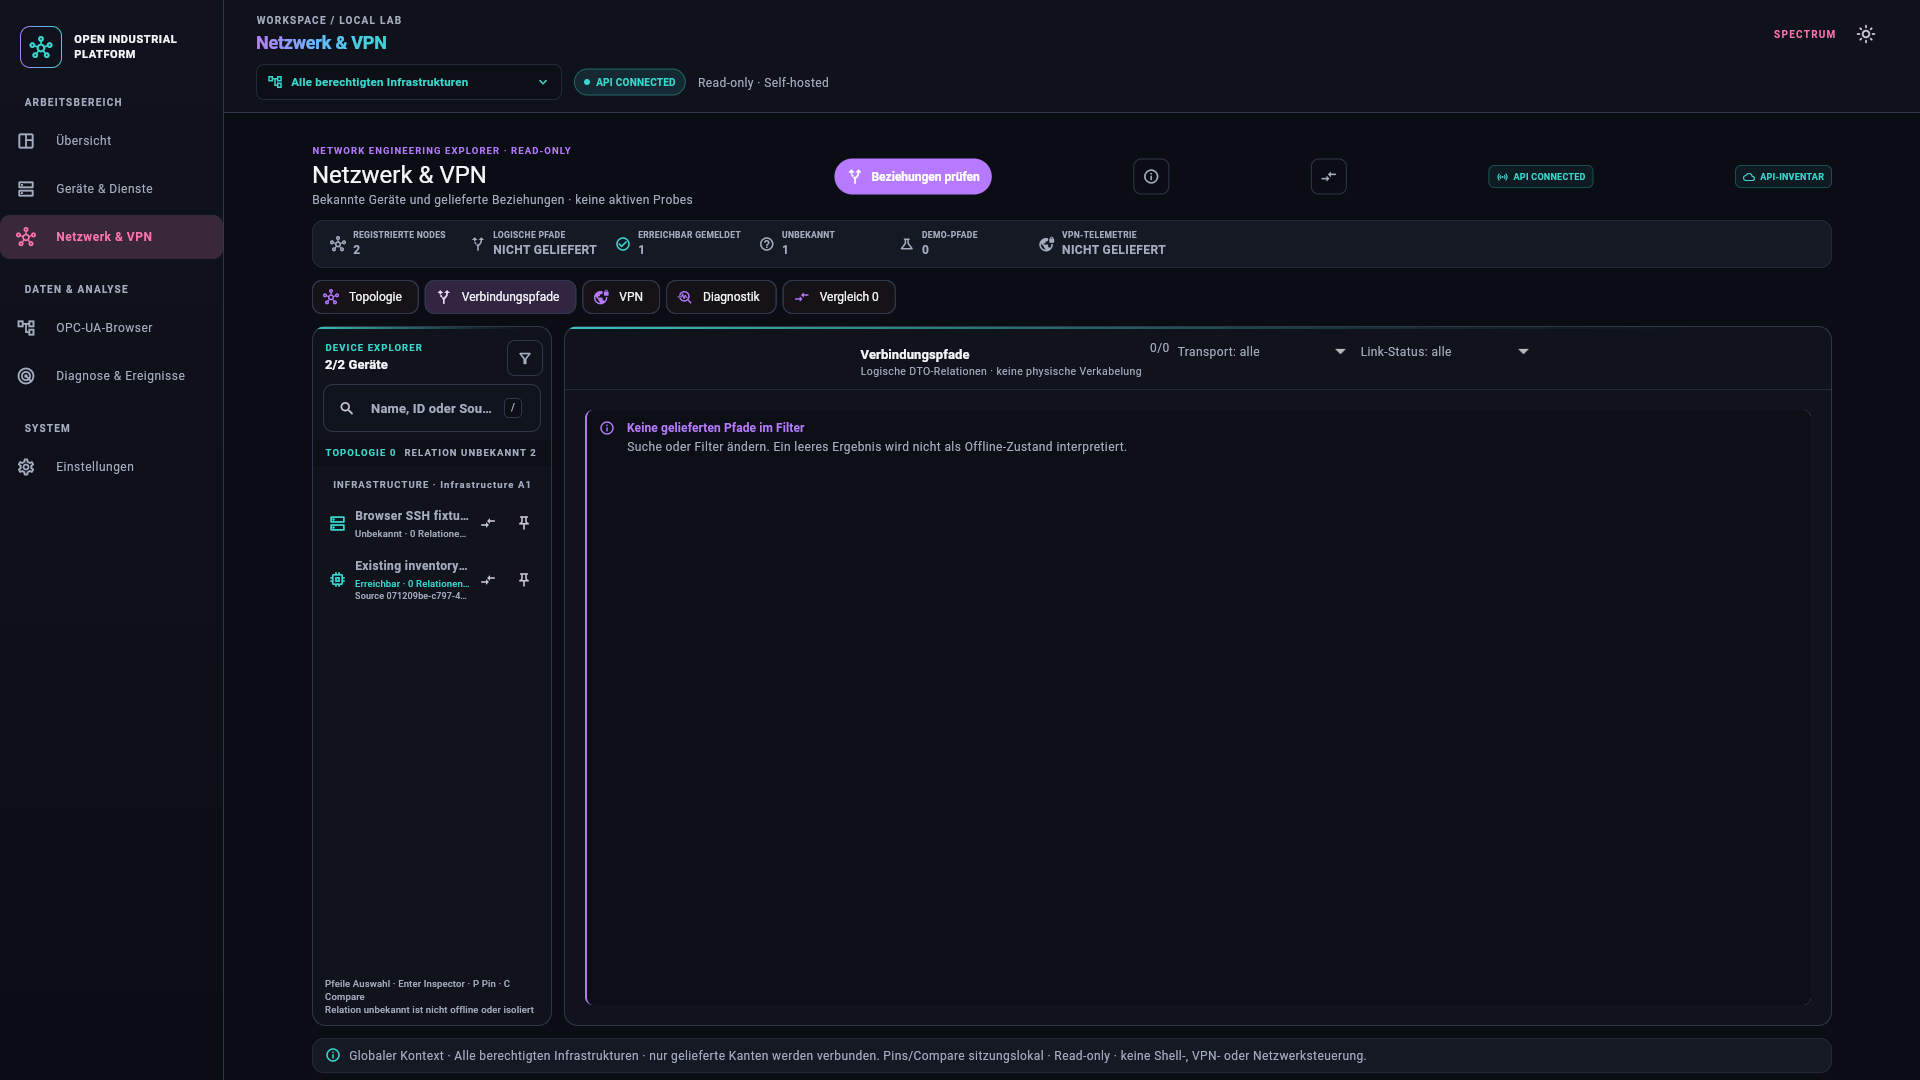 OPEN INDUSTRIAL
PLATFORM
ARBEITSBEREICH
Übersicht
Geräte & Dienste
Netzwerk & VPN
DATEN & ANALYSE
OPC-UA-Browser
Diagnose & Ereignisse
SYSTEM
Einstellungen
WORKSPACE / LOCAL LAB
Netzwerk & VPN
SPECTRUM
Alle berechtigten Infrastrukturen
API CONNECTED
Read-only · Self-hosted
NETWORK ENGINEERING EXPLORER · READ-ONLY
Netzwerk & VPN
Bekannte Geräte und gelieferte Beziehungen · keine aktiven Probes
Beziehungen prüfen
API CONNECTED
API-INVENTAR
REGISTRIERTE NODES
2
LOGISCHE PFADE
NICHT GELIEFERT
ERREICHBAR GEMELDET
1
UNBEKANNT
1
DEMO-PFADE
0
VPN-TELEMETRIE
NICHT GELIEFERT
Topologie
Verbindungspfade
VPN
Diagnostik
Vergleich 0
DEVICE EXPLORER
2/2 Geräte
Name, ID oder Sou... /
TOPOLOGIE 0 RELATION UNBEKANNT 2
INFRASTRUCTURE · Infrastructure A1
Browser SSH fixtu...
Unbekannt · 0 Relatione...
Existing inventory...
Erreichbar · 0 Relationen...
Source 071209be-c797-4...
Pfeile Auswahl · Enter Inspector · P Pin · C
Compare
Relation unbekannt ist nicht offline oder isoliert
Verbindungspfade
Logische DTO-Relationen · keine physische Verkabelung
0/0
Transport: alle
Link-Status: alle
Keine gelieferten Pfade im Filter
Suche oder Filter ändern. Ein leeres Ergebnis wird nicht als Offline-Zustand interpretiert.
Globaler Kontext · Alle berechtigten Infrastrukturen · nur gelieferte Kanten werden verbunden. Pins/Compare sitzungslokal · Read-only · keine Shell-, VPN- oder Netzwerksteuerung.